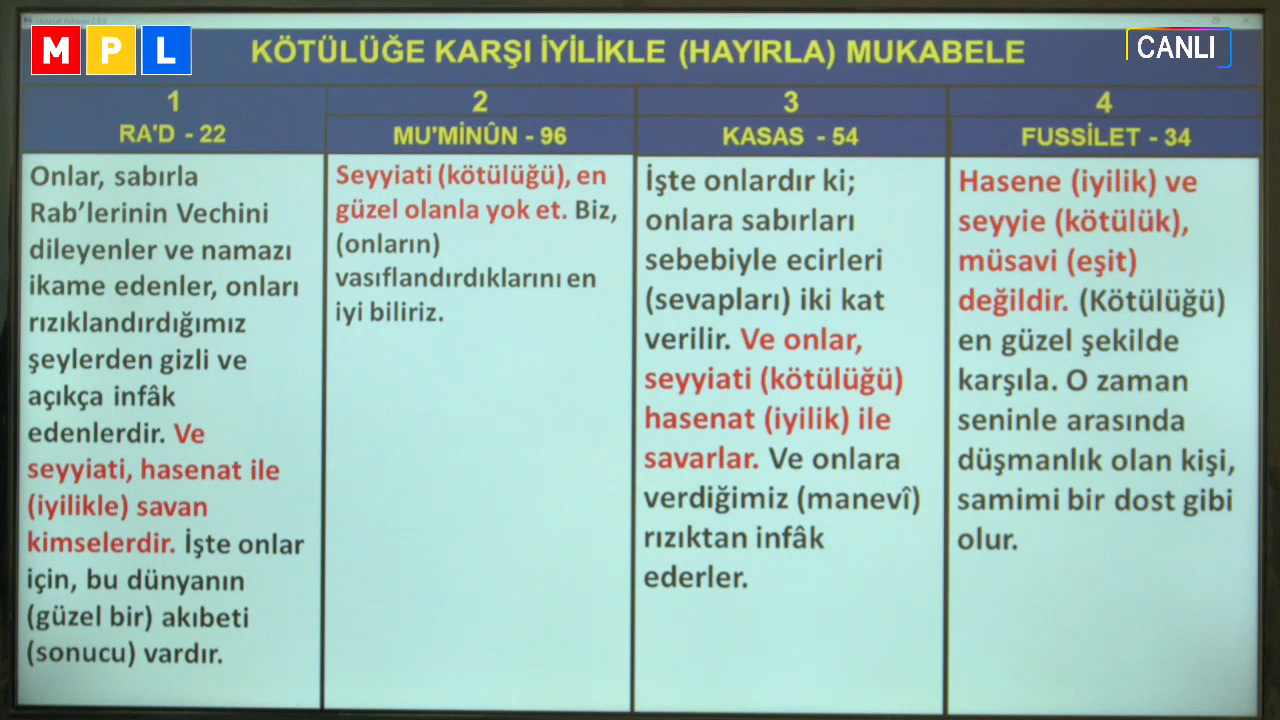 MPL
CANLI
KÖTÜLÜĞE KARŞI İYİLİKLE (HAYIRLA) MUKABELE
1
RA'D - 22
Onlar, sabırla
Rab’lerinin Vechini
dileyenler ve namazı
ikame edenler, onları
rızıklandırdığımız
şeylerden gizli ve
açıkça infâk
edenlerdir. Ve
seyyiati, hasenat ile
(iyilikle) savan
kimselerdir. İşte onlar
için, bu dünyanın
(güzel bir) akıbeti
(sonucu) vardır.
2
MU'MİNÛN - 96
Seyyiati (kötülüğü), en
güzel olanla yok et. Biz,
(onların)
vasıflandırdıklarını en
iyi biliriz.
3
KASAS - 54
İşte onlardır ki;
onlara sabırları
sebebiyle ecirleri
(sevapları) iki kat
verilir. Ve onlar,
seyyiati (kötülüğü)
hasenat (iyilik) ile
savarlar. Ve onlara
verdiğimiz (manevî)
rızıktan infâk
ederler.
4
FUSSİLET - 34
Hasene (iyilik) ve
seyyie (kötülük),
müsavi (eşit)
değildir. (Kötülüğü)
en güzel şekilde
karşıla. O zaman
seninle arasında
düşmanlık olan kişi,
samimi bir dost gibi
olur.